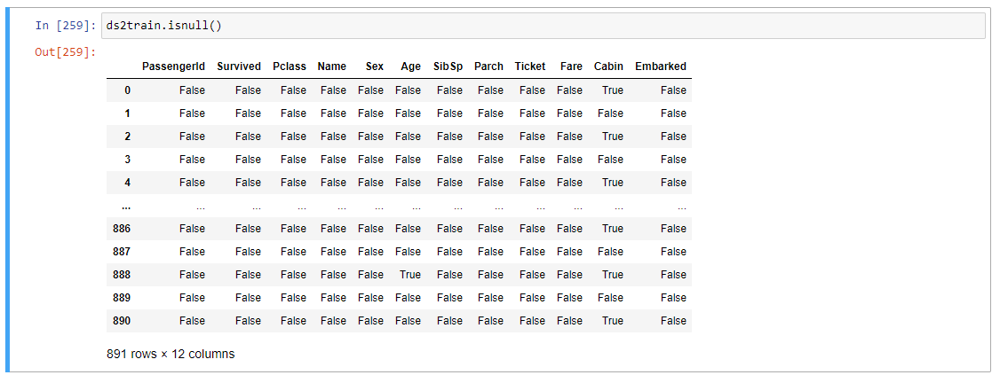 In [259]: ds2train.isnull()
Out[259]:
PassengerId Survived Pclass Name Sex Age SibSp Parch Ticket Fare Cabin Embarked
0 False False False False False False False False False False True False
1 False False False False False False False False False False False False
2 False False False False False False False False False False True False
3 False False False False False False False False False False False False
4 False False False False False False False False False False True False
... ... ... ... ... ... ... ... ... ... ... ... ...
886 False False False False False False False False False False True False
887 False False False False False False False False False False False False
888 False False False False False True False False False False True False
889 False False False False False False False False False False False False
890 False False False False False False False False False False True False
891 rows × 12 columns